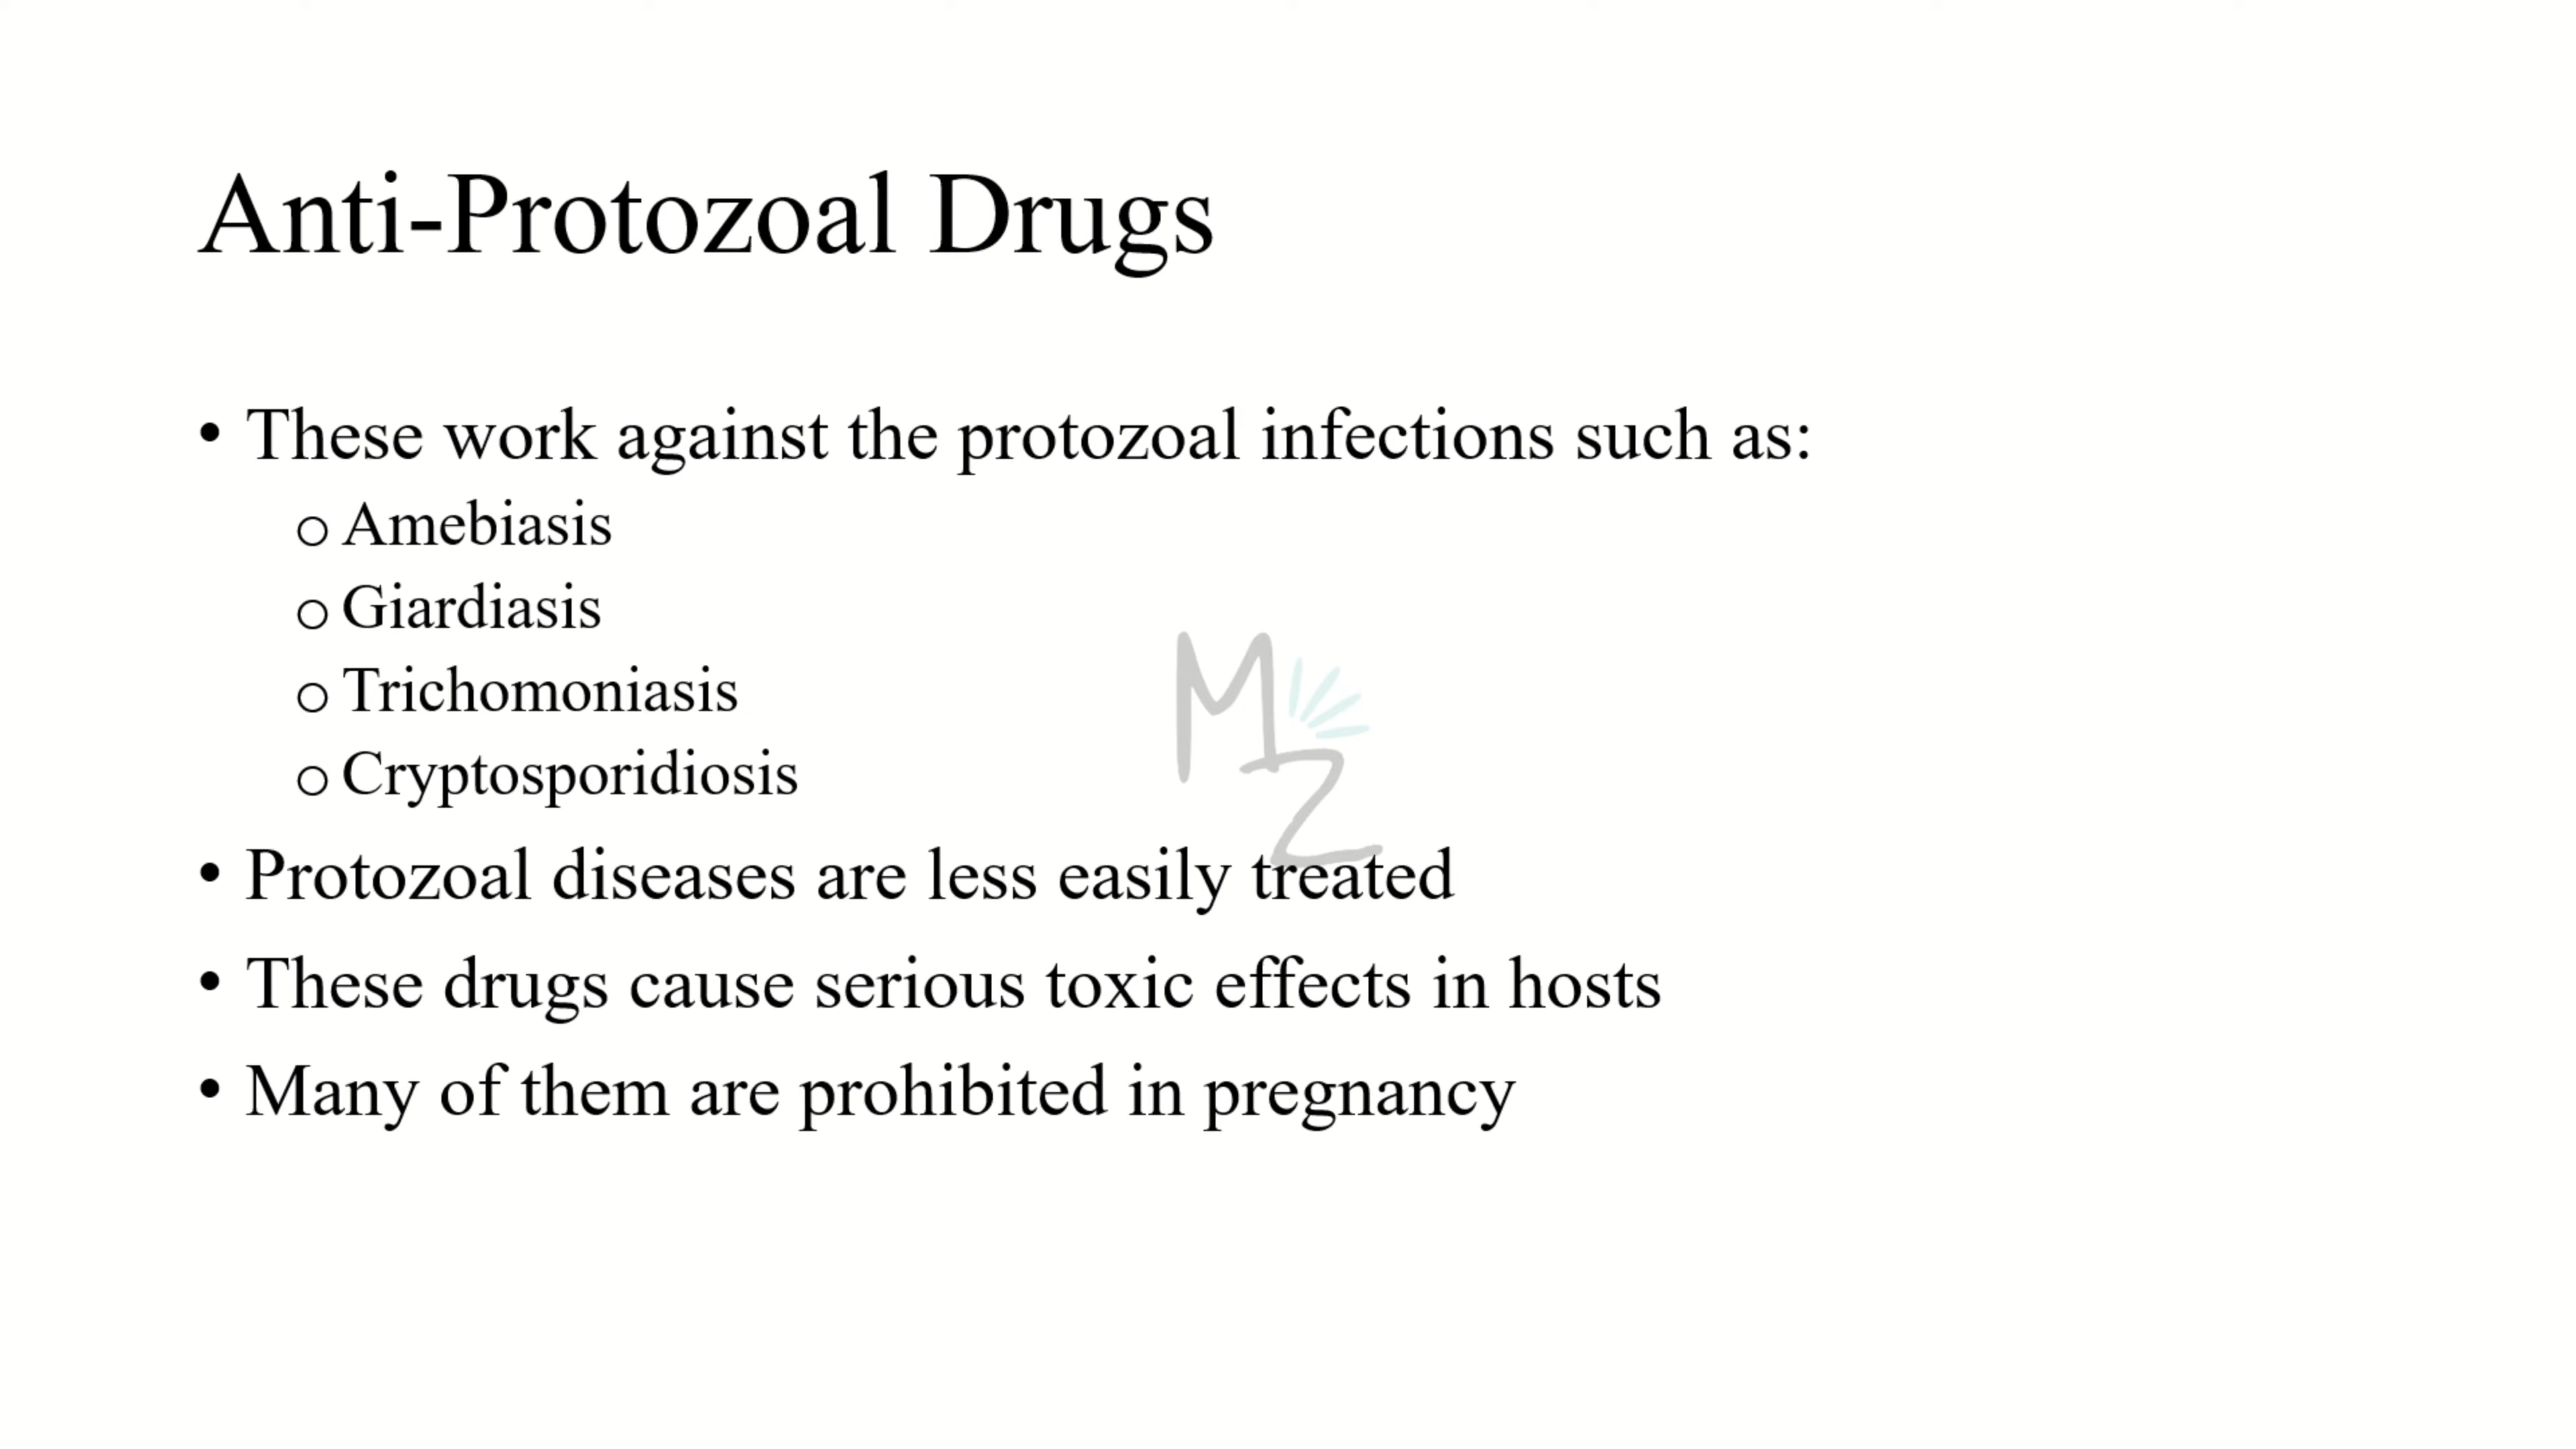 Anti-Protozoal Drugs
• These work against the protozoal infections such as:
o Amebiasis
o Giardiasis
o Trichomoniasis
o Cryptosporidiosis
• Protozoal diseases are less easily treated
• These drugs cause serious toxic effects in hosts
• Many of them are prohibited in pregnancy
MZ